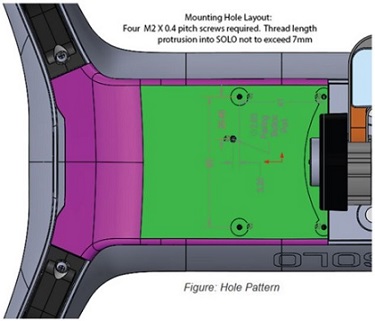 Mounting Hole Layout:
Four M2 X 0.4 pitch screws required. Thread length
protrusion into SOLO not to exceed 7mm
SOLO
Figure: Hole Pattern